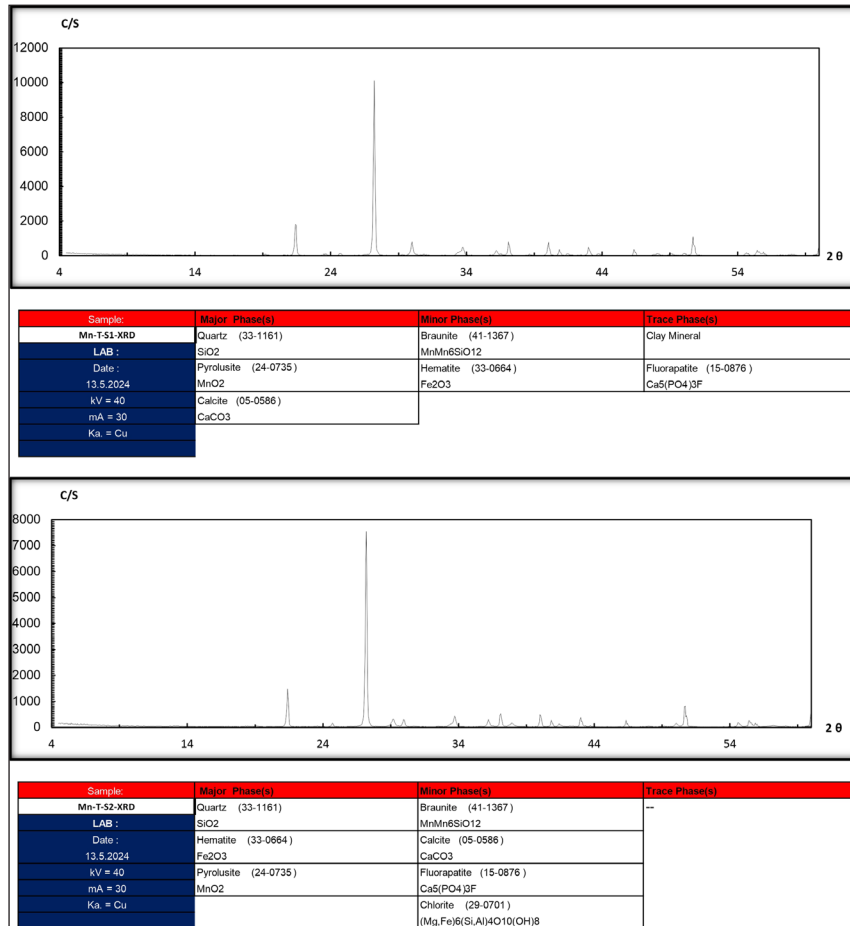 C/S
12000
10000
8000
6000
4000
2000
0
4 14 24 34 44 54
2 θ
Sample: Major Phase(s) Minor Phase(s) Trace Phase(s)
Mn-T-S1-XRD Quartz (33-1161) Braunite (41-1367) Clay Mineral
LAB : SiO2 MnMn6SiO12
Date : Pyrolusite (24-0735) Hematite (33-0664) Fluorapatite (15-0876)
13.5.2024 MnO2 Fe2O3 Ca5(PO4)3F
kV = 40 Calcite (05-0586)
mA = 30 CaCO3
Ka. = Cu
C/S
8000
7000
6000
5000
4000
3000
2000
1000
0
4 14 24 34 44 54
2 θ
Sample: Major Phase(s) Minor Phase(s) Trace Phase(s)
Mn-T-S2-XRD Quartz (33-1161) Braunite (41-1367) --
LAB : SiO2 MnMn6SiO12
Date : Hematite (33-0664) Calcite (05-0586)
13.5.2024 Fe2O3 CaCO3
kV = 40 Pyrolusite (24-0735) Fluorapatite (15-0876)
mA = 30 MnO2 Ca5(PO4)3F
Ka. = Cu Chlorite (29-0701)
(Mg,Fe)6(Si,Al)4O10(OH)8